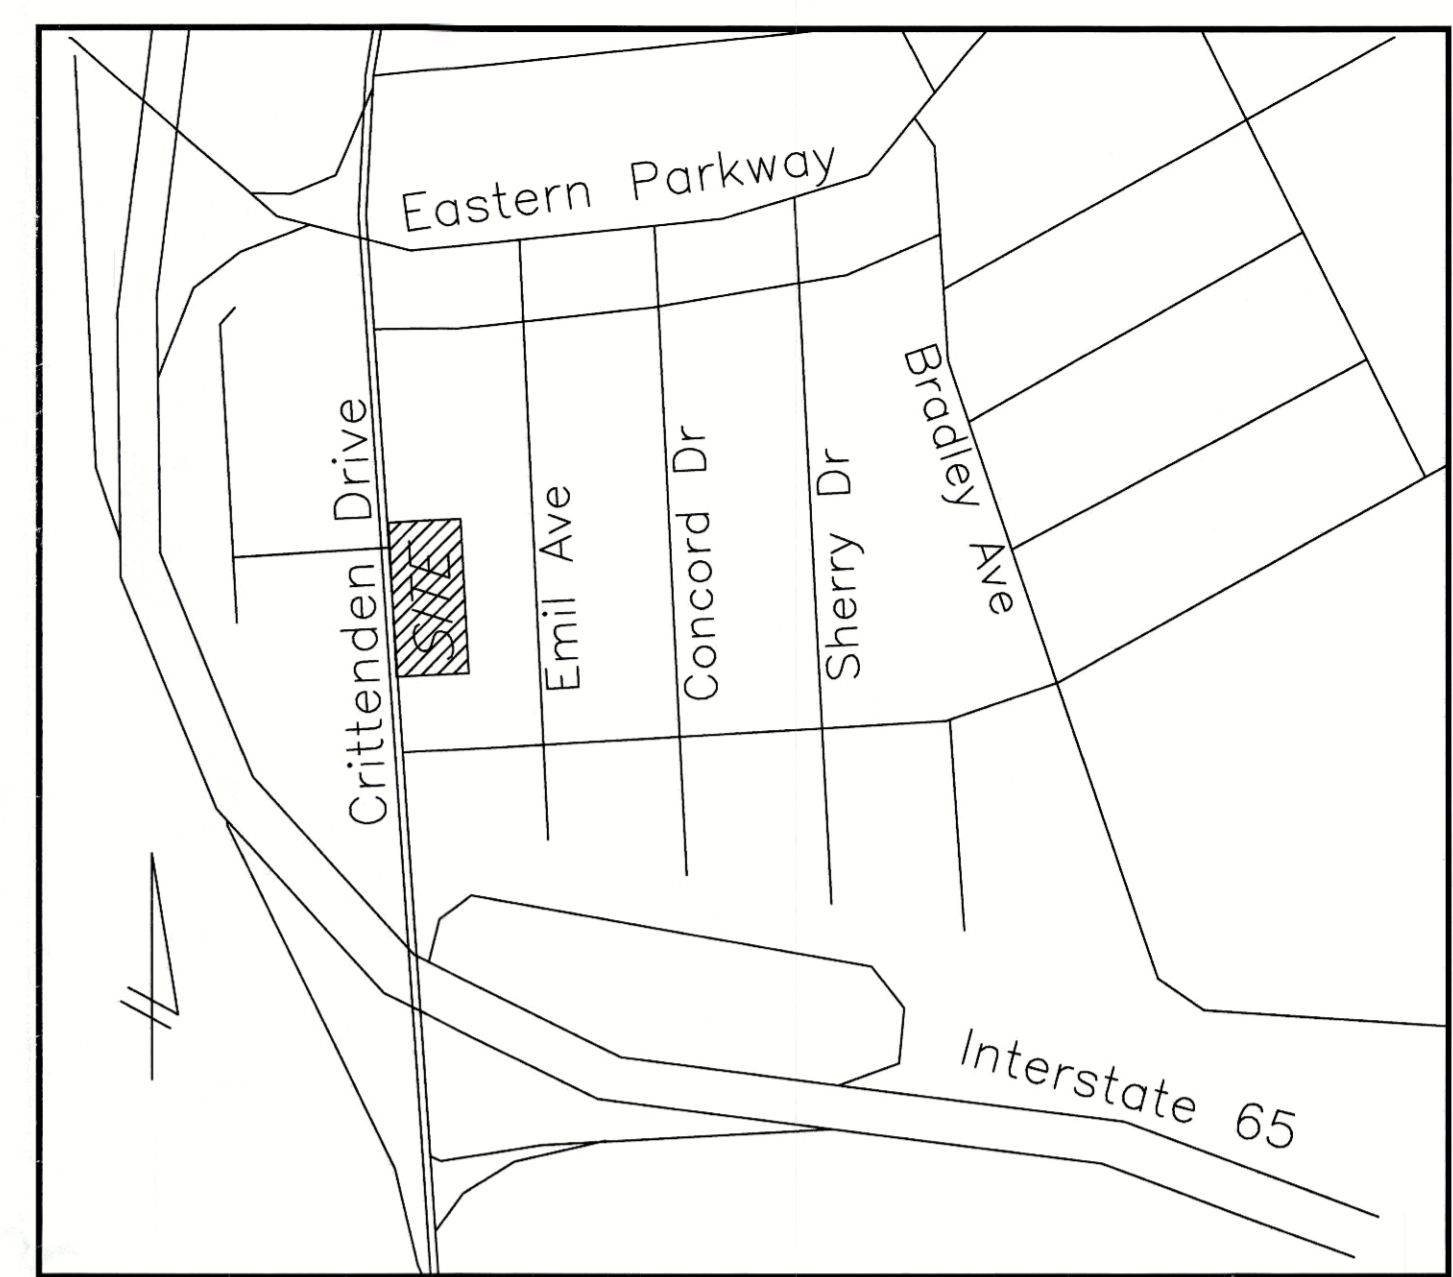 Eastern Parkway
Crittenden Drive
SITE
Emil Ave
Concord Dr
Sherry Dr
Bradley Ave
Interstate 65